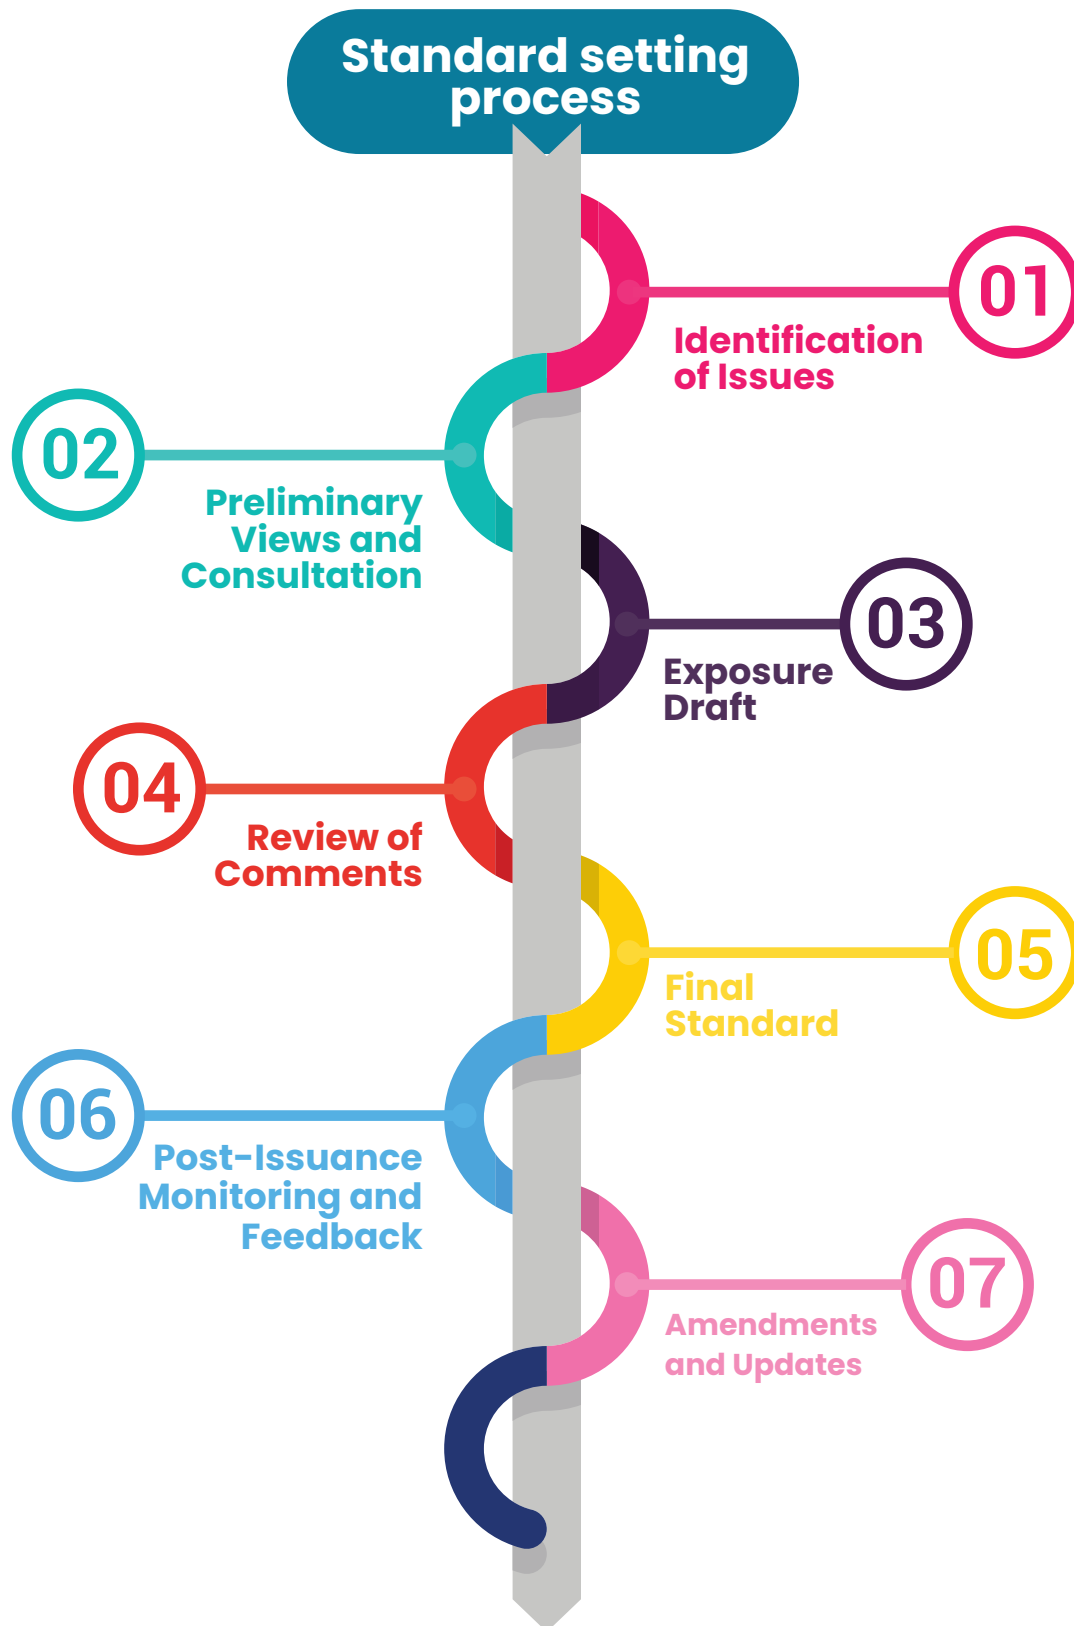 Standard setting
process
01
Identification
of Issues
02
Preliminary
Views and
Consultation
03
Exposure
Draft
04
Review of
Comments
05
Final
Standard
06
Post-Issuance
Monitoring and
Feedback
07
Amendments
and Updates